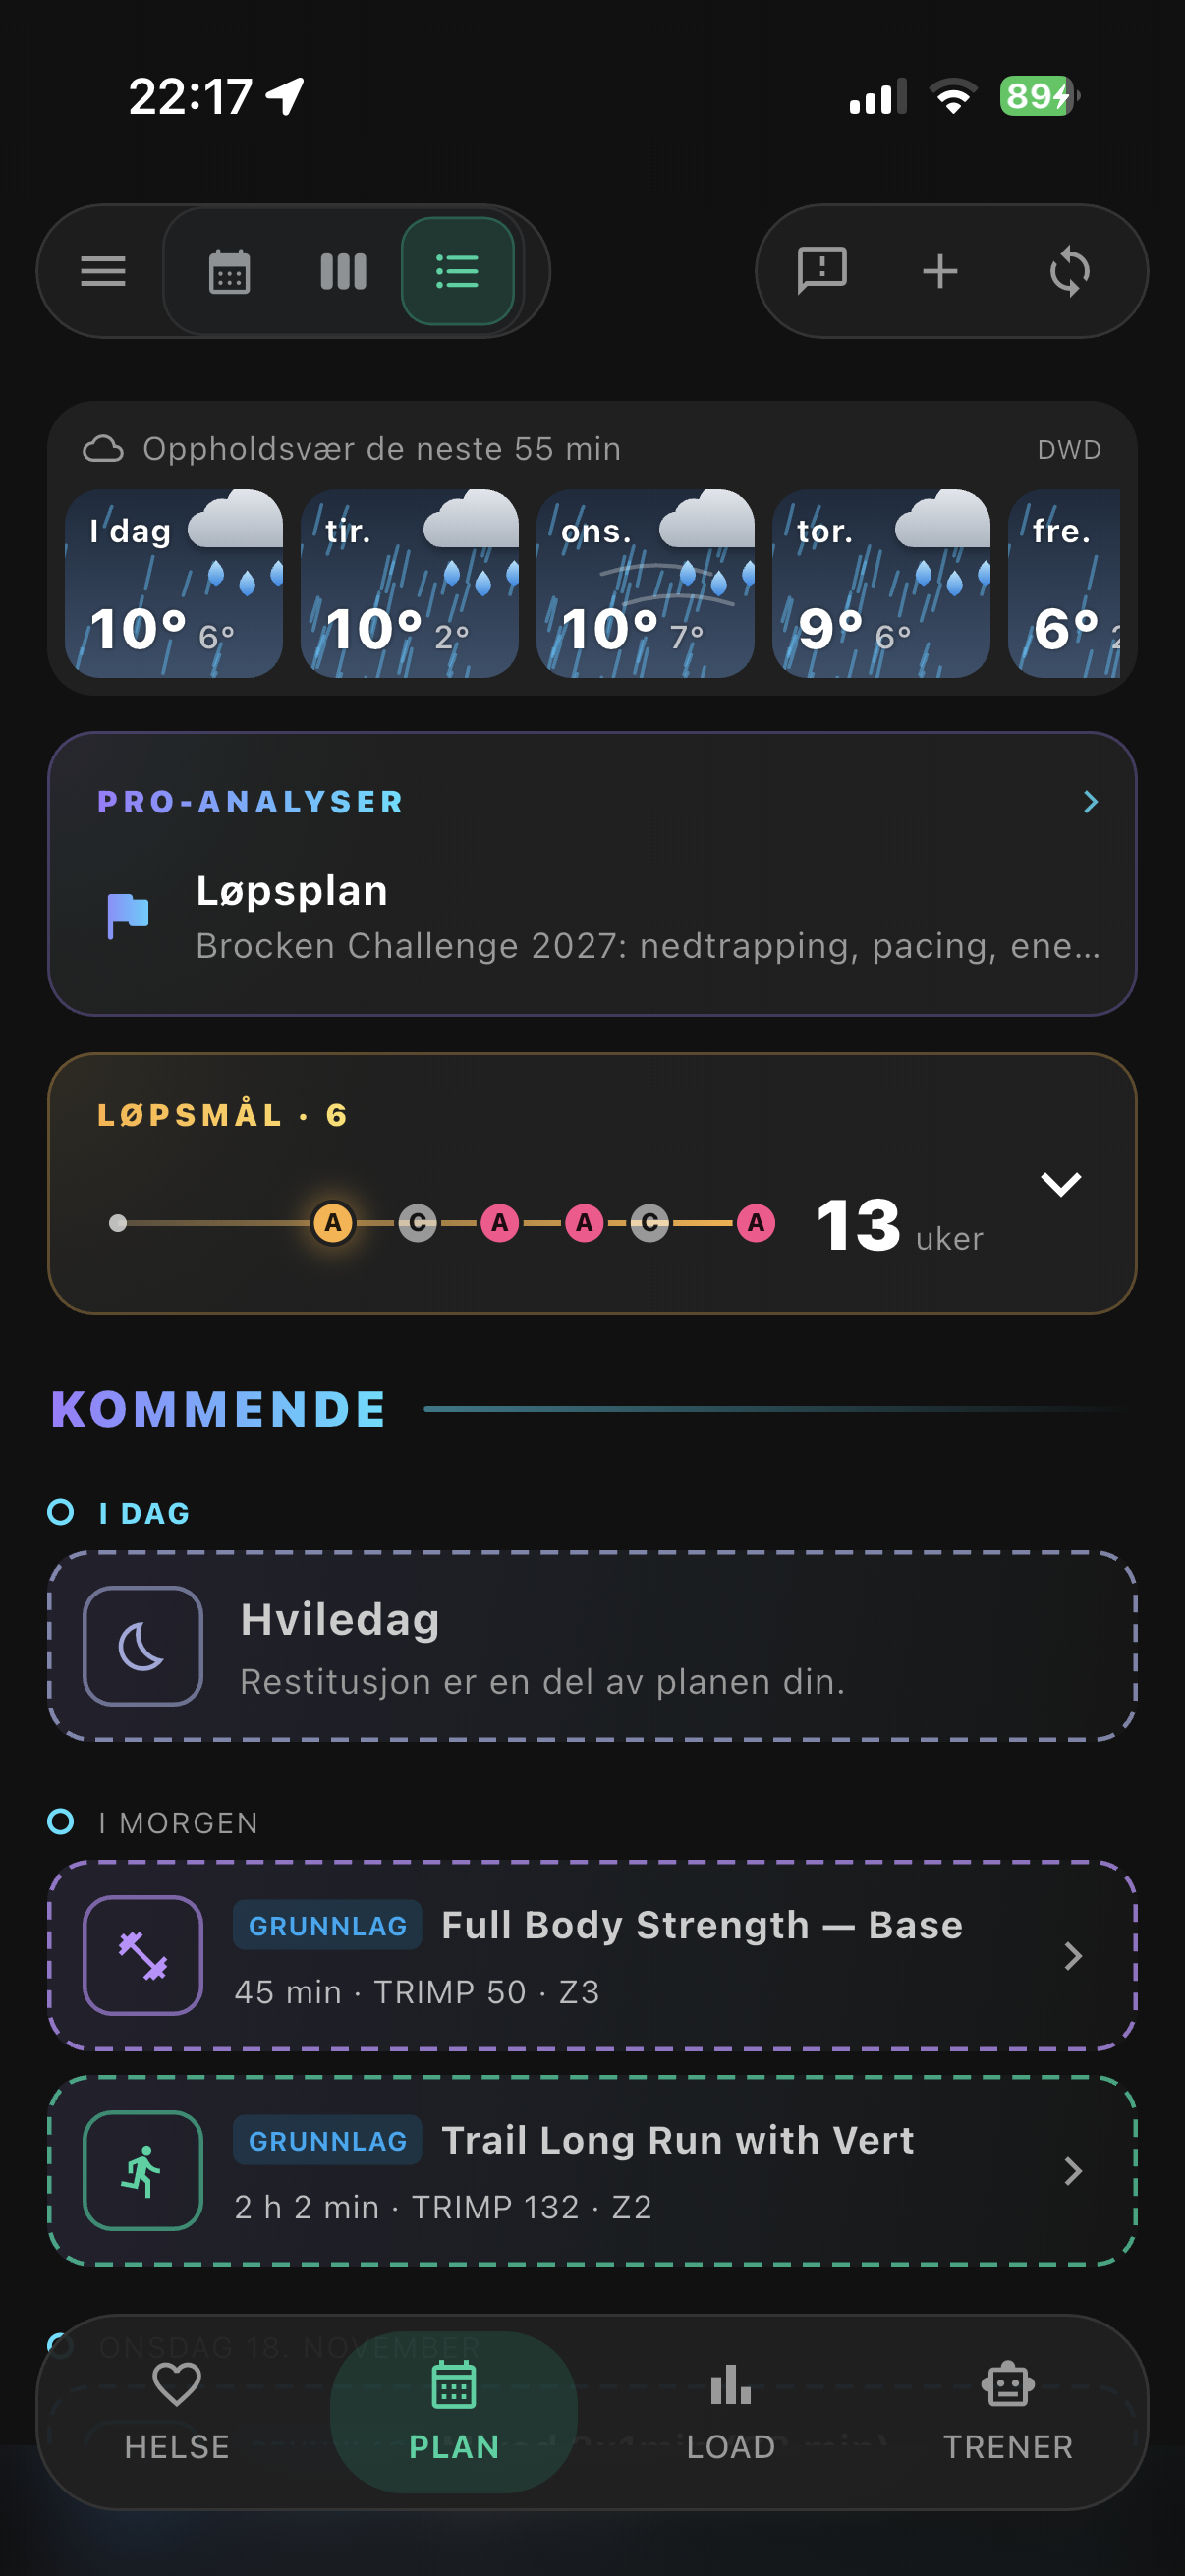 22:17
89
Oppholdsvær de neste 55 min
DWD
I dag
10° 6°
tir.
10° 2°
ons.
10° 7°
tor.
9° 6°
fre.
6°
PRO-ANALYSER
Løpsplan
Brocken Challenge 2027: nedtrapping, pacing, ene...
LØPSMÅL · 6
A C A A C A
13 uker
KOMMENDE
I DAG
Hviledag
Restitusjon er en del av planen din.
I MORGEN
GRUNNLAG Full Body Strength — Base
45 min · TRIMP 50 · Z3
GRUNNLAG Trail Long Run with Vert
2 h 2 min · TRIMP 132 · Z2
ONSDAG 18. NOVEMBER
HELSE
PLAN
LOAD
TRENER